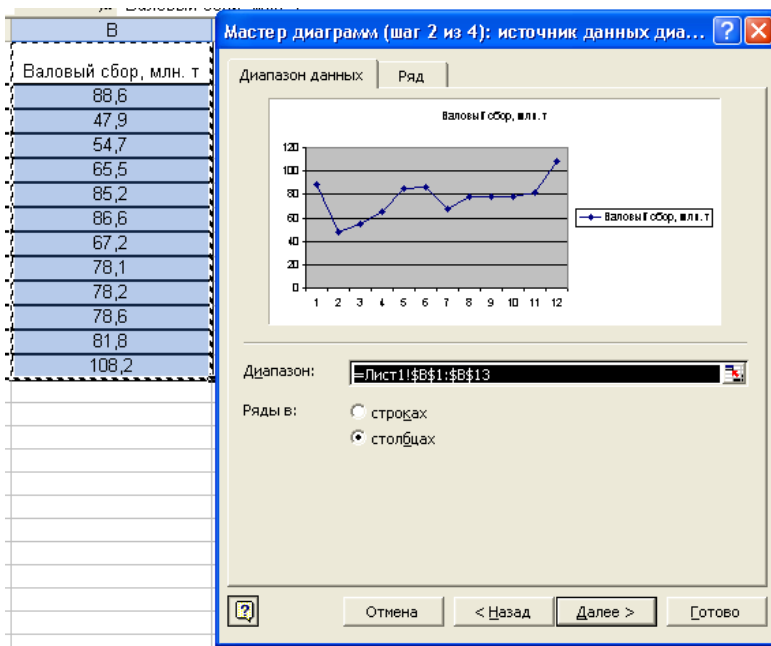 B
Валовый сбор, млн. т
88,6
47,9
54,7
65,5
85,2
86,6
67,2
78,1
78,2
78,6
81,8
108,2
Мастер диаграмм (шаг 2 из 4): источник данных диа...
Диапазон данных
Ряд
Валовый сбор, млн. т
120
100
80
60
40
20
0
1 2 3 4 5 6 7 8 9 10 11 12
Валовый сбор, млн. т
Диапазон:
=Лист1!$B$1:$B$13
Ряды в:
строках
столбцах
Отмена
< Назад
Далее >
Готово